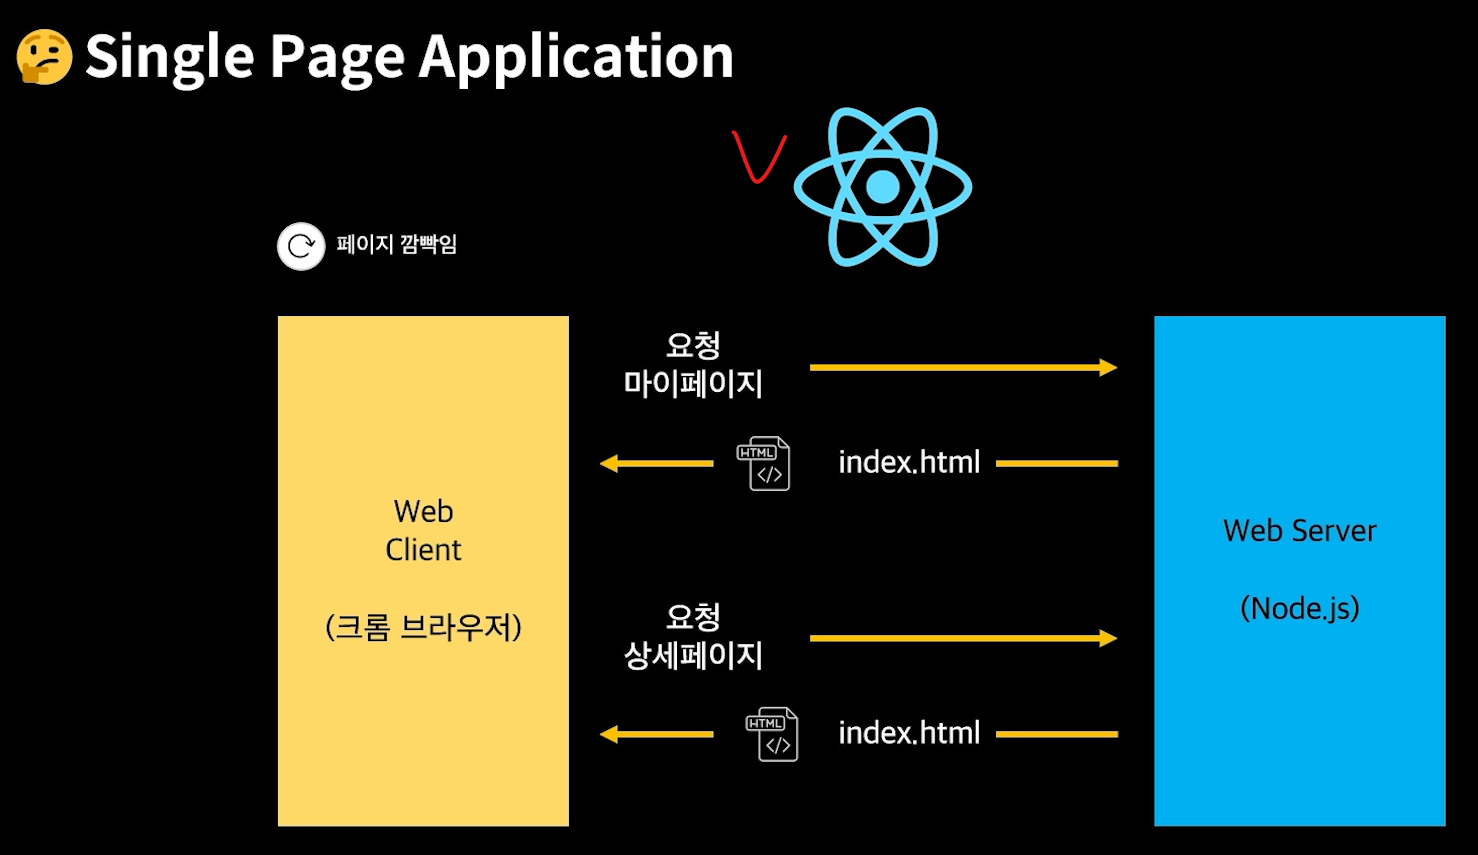 Single Page Application
페이지 깜빡임
요청
마이페이지
HTML
</>
index.html
Web
Client
(크롬 브라우저)
Web Server
(Node.js)
요청
상세페이지
HTML
</>
index.html